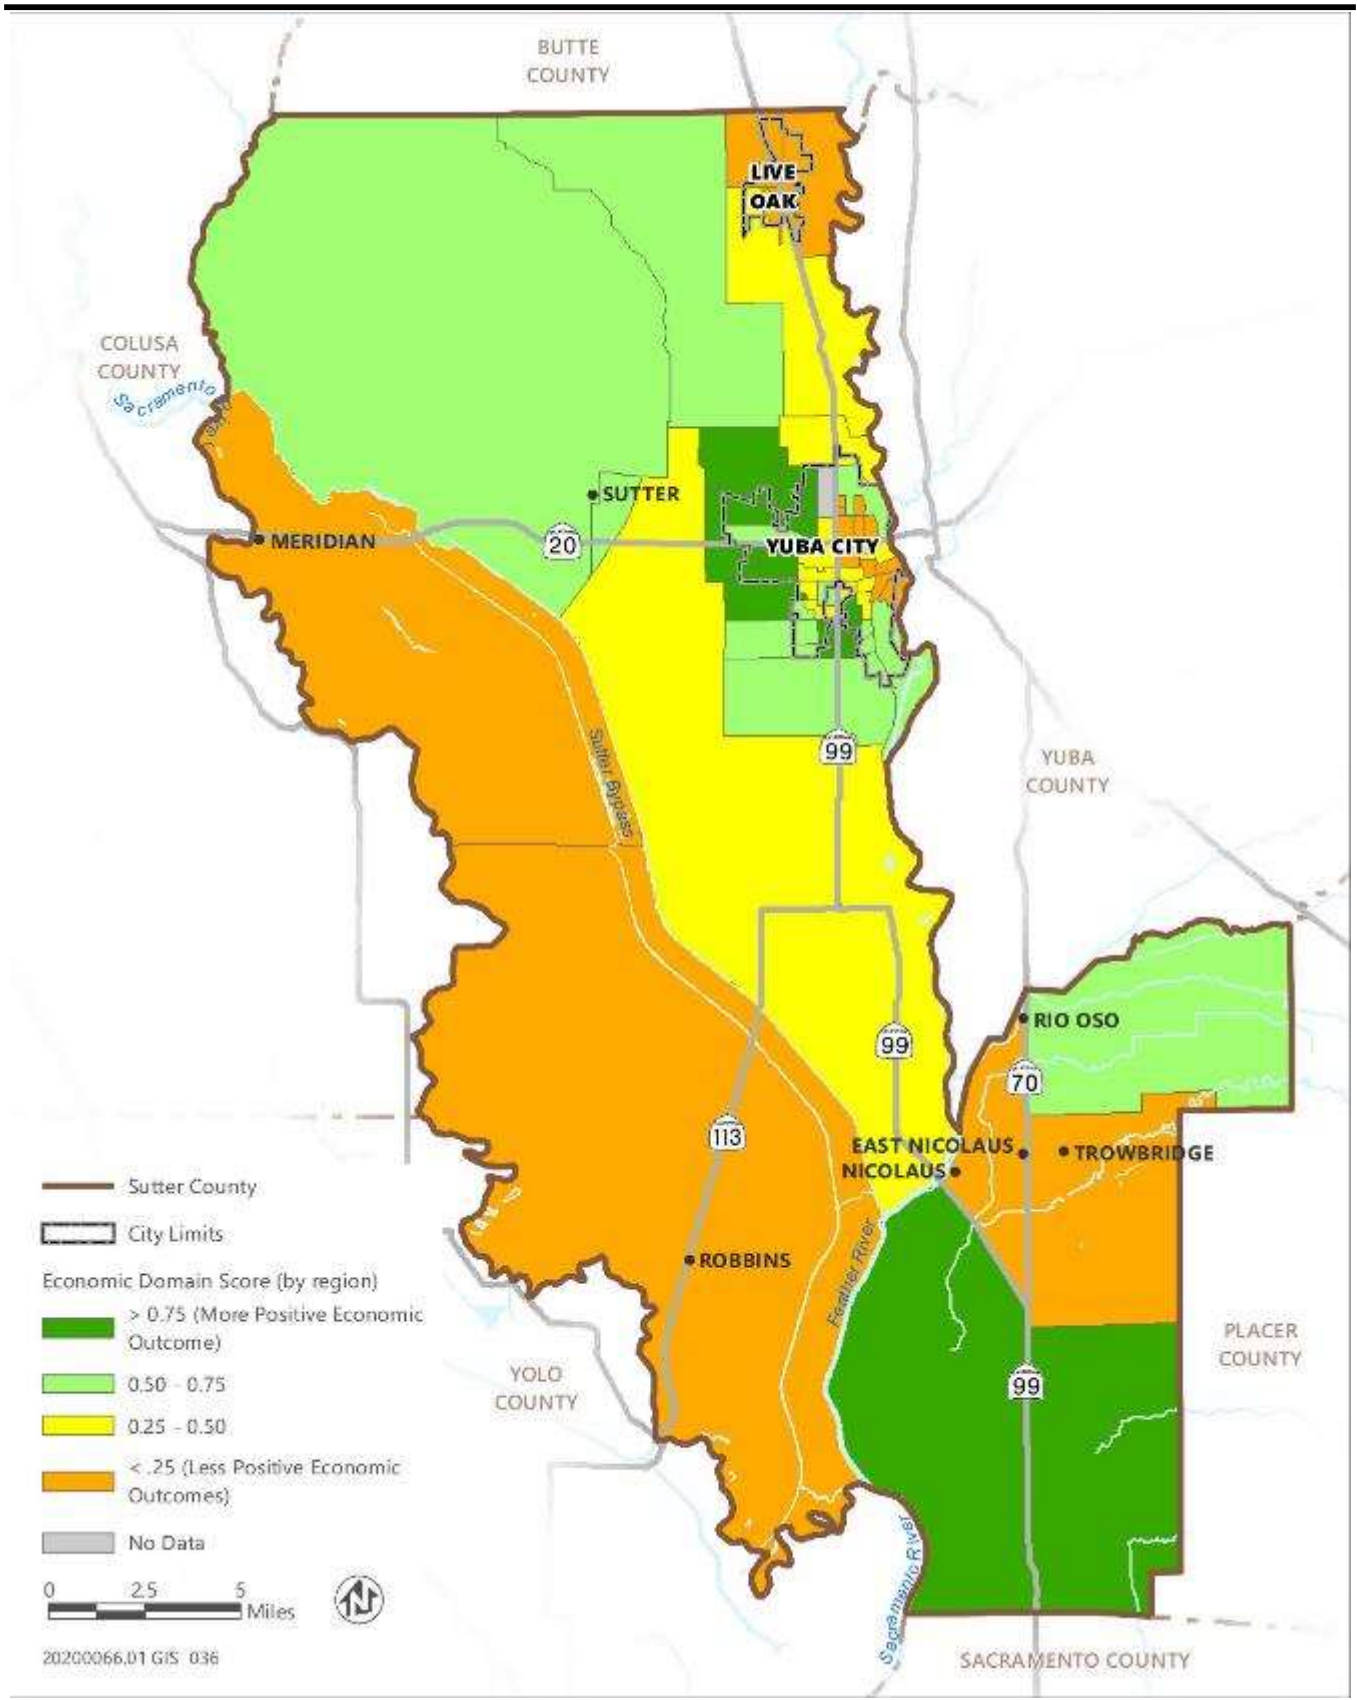 BUTTE
COUNTY
LIVE
OAK
COLUSA
COUNTY
Sacramento
SUTTER
MERIDIAN
20
YUBA CITY
Sutter Bypass
99
YUBA
COUNTY
RIO OSO
99
70
113
EAST NICOLAUS
TROWBRIDGE
NICOLAUS
Sutter County
City Limits
ROBBINS
Feather River
Economic Domain Score (by region)
> 0.75 (More Positive Economic
Outcome)
PLACER
COUNTY
YOLO
COUNTY
99
0.50 - 0.75
0.25 - 0.50
< .25 (Less Positive Economic
Outcomes)
No Data
Sacramento River
0 2.5 5
Miles
N
20200066.01 GIS 036
SACRAMENTO COUNTY